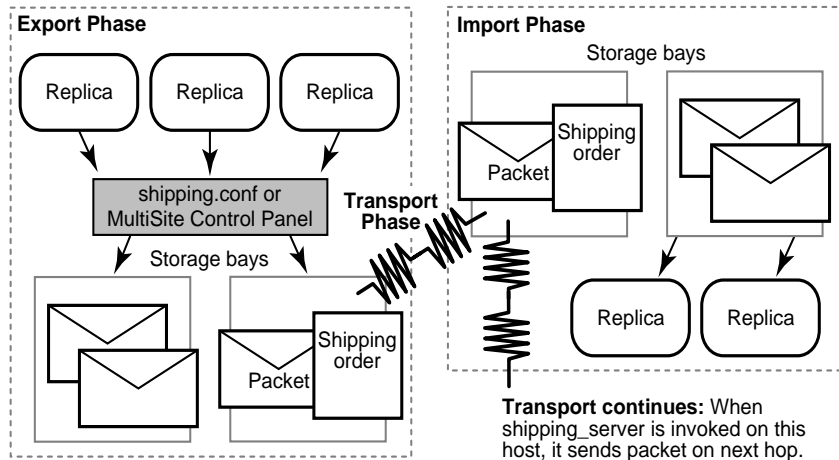 Export Phase
Replica
Replica
Replica
shipping.conf or
MultiSite Control Panel
Storage bays
Shipping
order
Packet
Transport
Phase
Import Phase
Storage bays
Shipping
order
Packet
Replica
Replica
Transport continues: When
shipping_server is invoked on this
host, it sends packet on next hop.